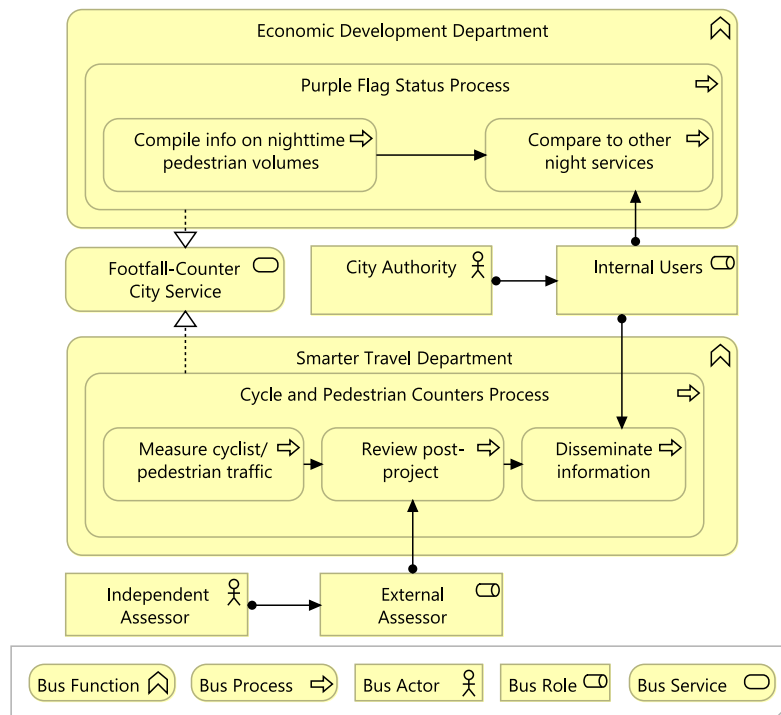 Economic Development Department
Purple Flag Status Process
Compile info on nighttime
pedestrian volumes
Compare to other
night services
Footfall-Counter
City Service
City Authority
Internal Users
Smarter Travel Department
Cycle and Pedestrian Counters Process
Measure cyclist/
pedestrian traffic
Review post-
project
Disseminate
information
Independent
Assessor
External
Assessor
Bus Function
Bus Process
Bus Actor
Bus Role
Bus Service